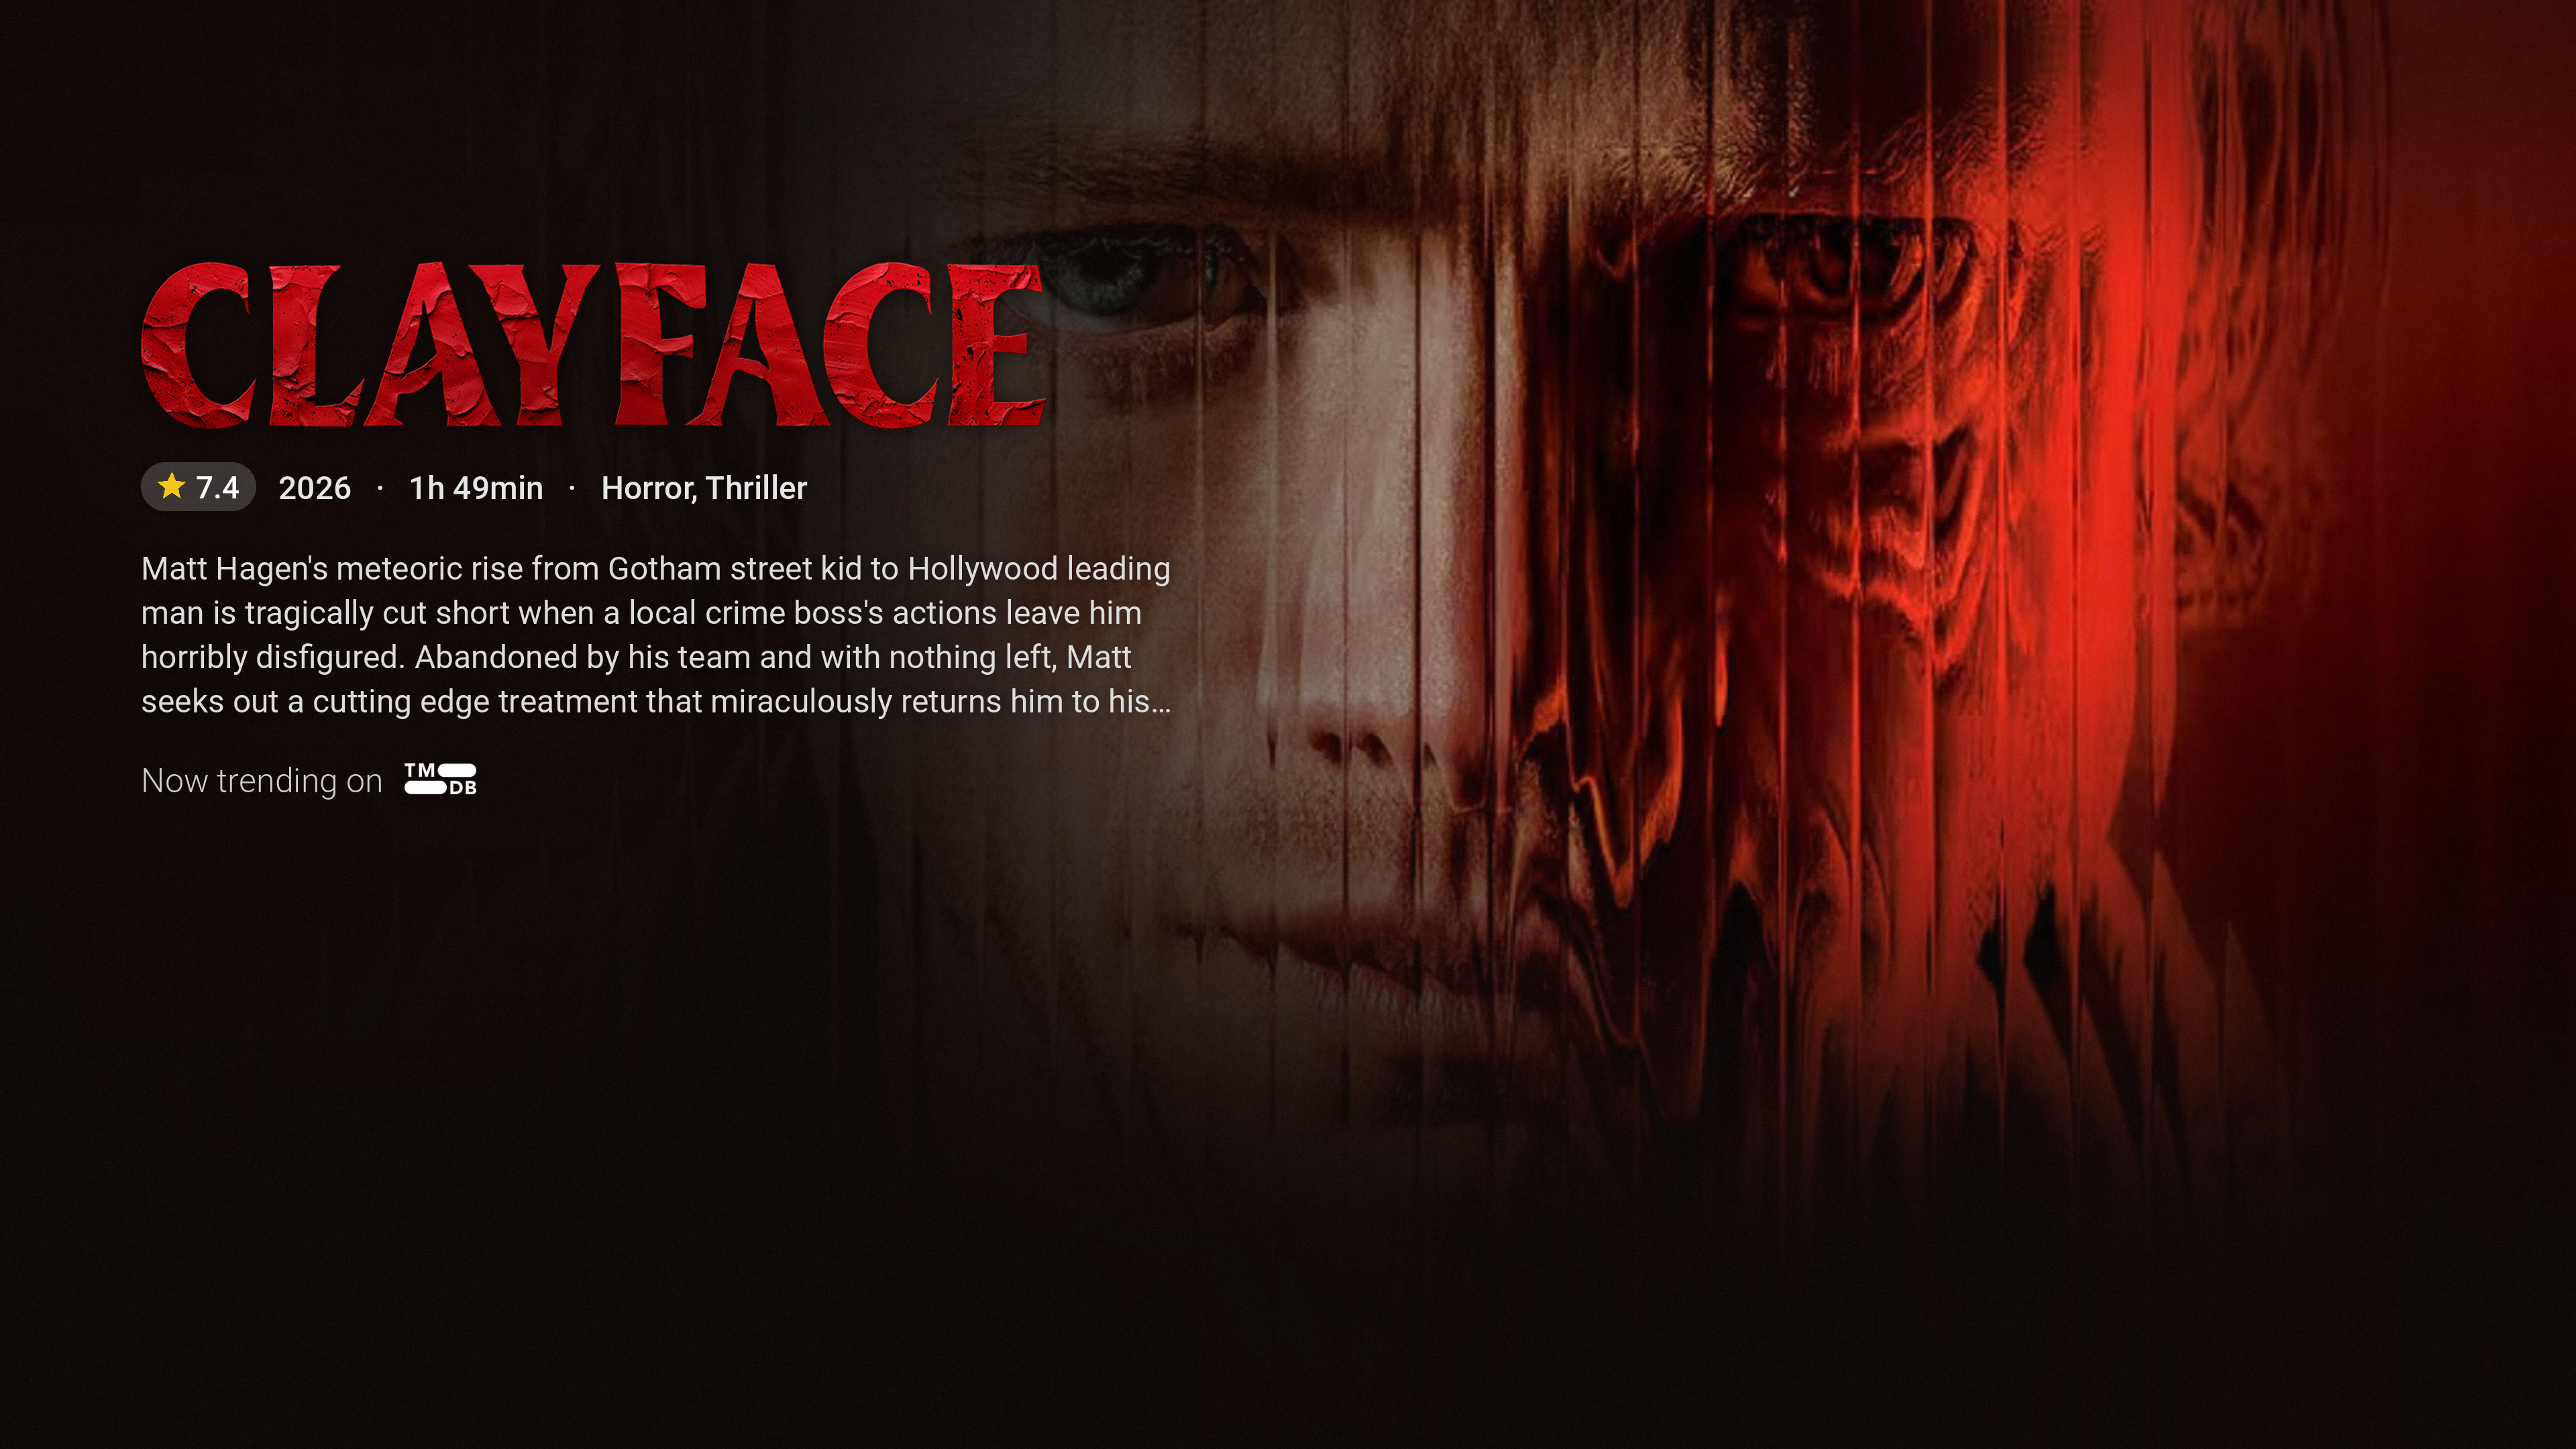 CLAYFACE
7.4 2026 · 1h 49min · Horror, Thriller
Matt Hagen's meteoric rise from Gotham street kid to Hollywood leading
man is tragically cut short when a local crime boss's actions leave him
horribly disfigured. Abandoned by his team and with nothing left, Matt
seeks out a cutting edge treatment that miraculously returns him to his…
Now trending on TMDB